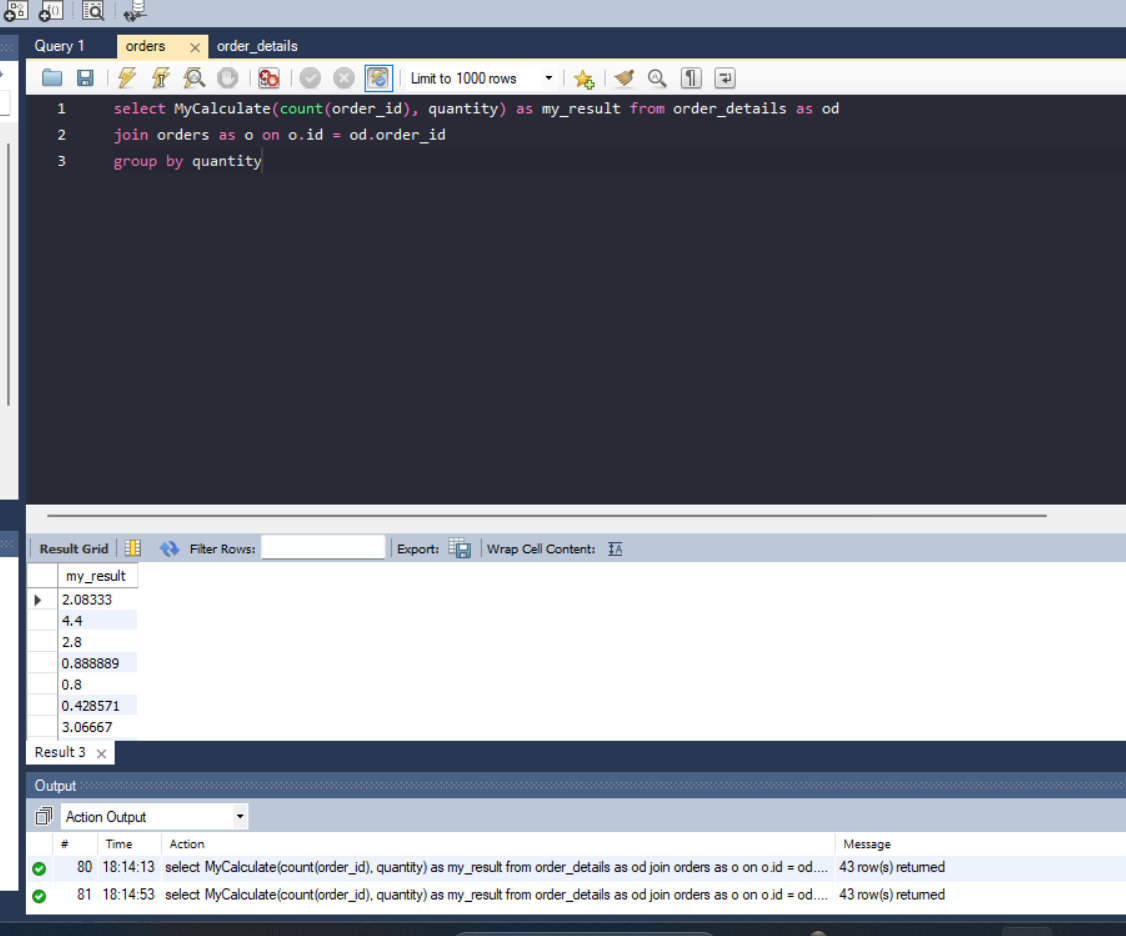 Query 1
orders
order_details
Limit to 1000 rows
1 select MyCalculate(count(order_id), quantity) as my_result from order_details as od
2 join orders as o on o.id = od.order_id
3 group by quantity
Result Grid
Filter Rows:
Export:
Wrap Cell Content:
my_result
2.08333
4.4
2.8
0.888889
0.8
0.428571
3.06667
Result 3
Output
Action Output
# Time Action Message
80 18:14:13 select MyCalculate(count(order_id), quantity) as my_result from order_details as od join orders as o on o.id = od.... 43 row(s) returned
81 18:14:53 select MyCalculate(count(order_id), quantity) as my_result from order_details as od join orders as o on o.id = od.... 43 row(s) returned